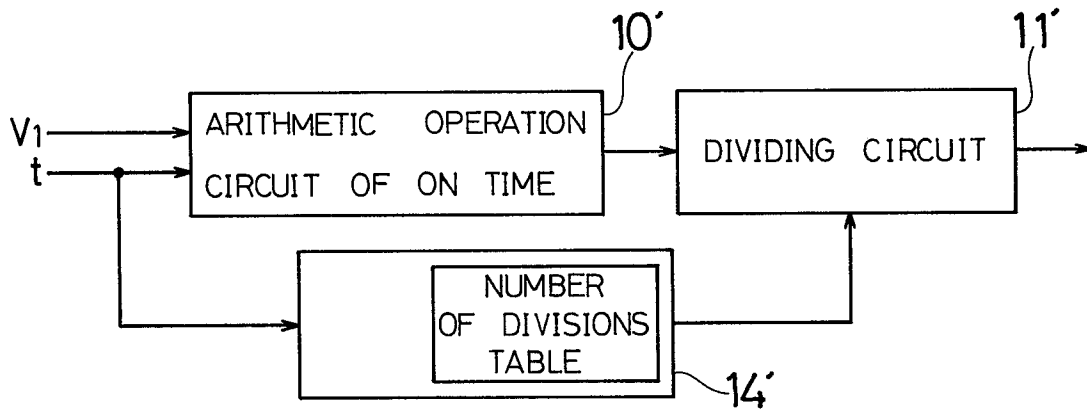 10′
11′
V1
t
ARITHMETIC OPERATION
CIRCUIT OF ON TIME
DIVIDING CIRCUIT
NUMBER
OF DIVISIONS
TABLE
14′